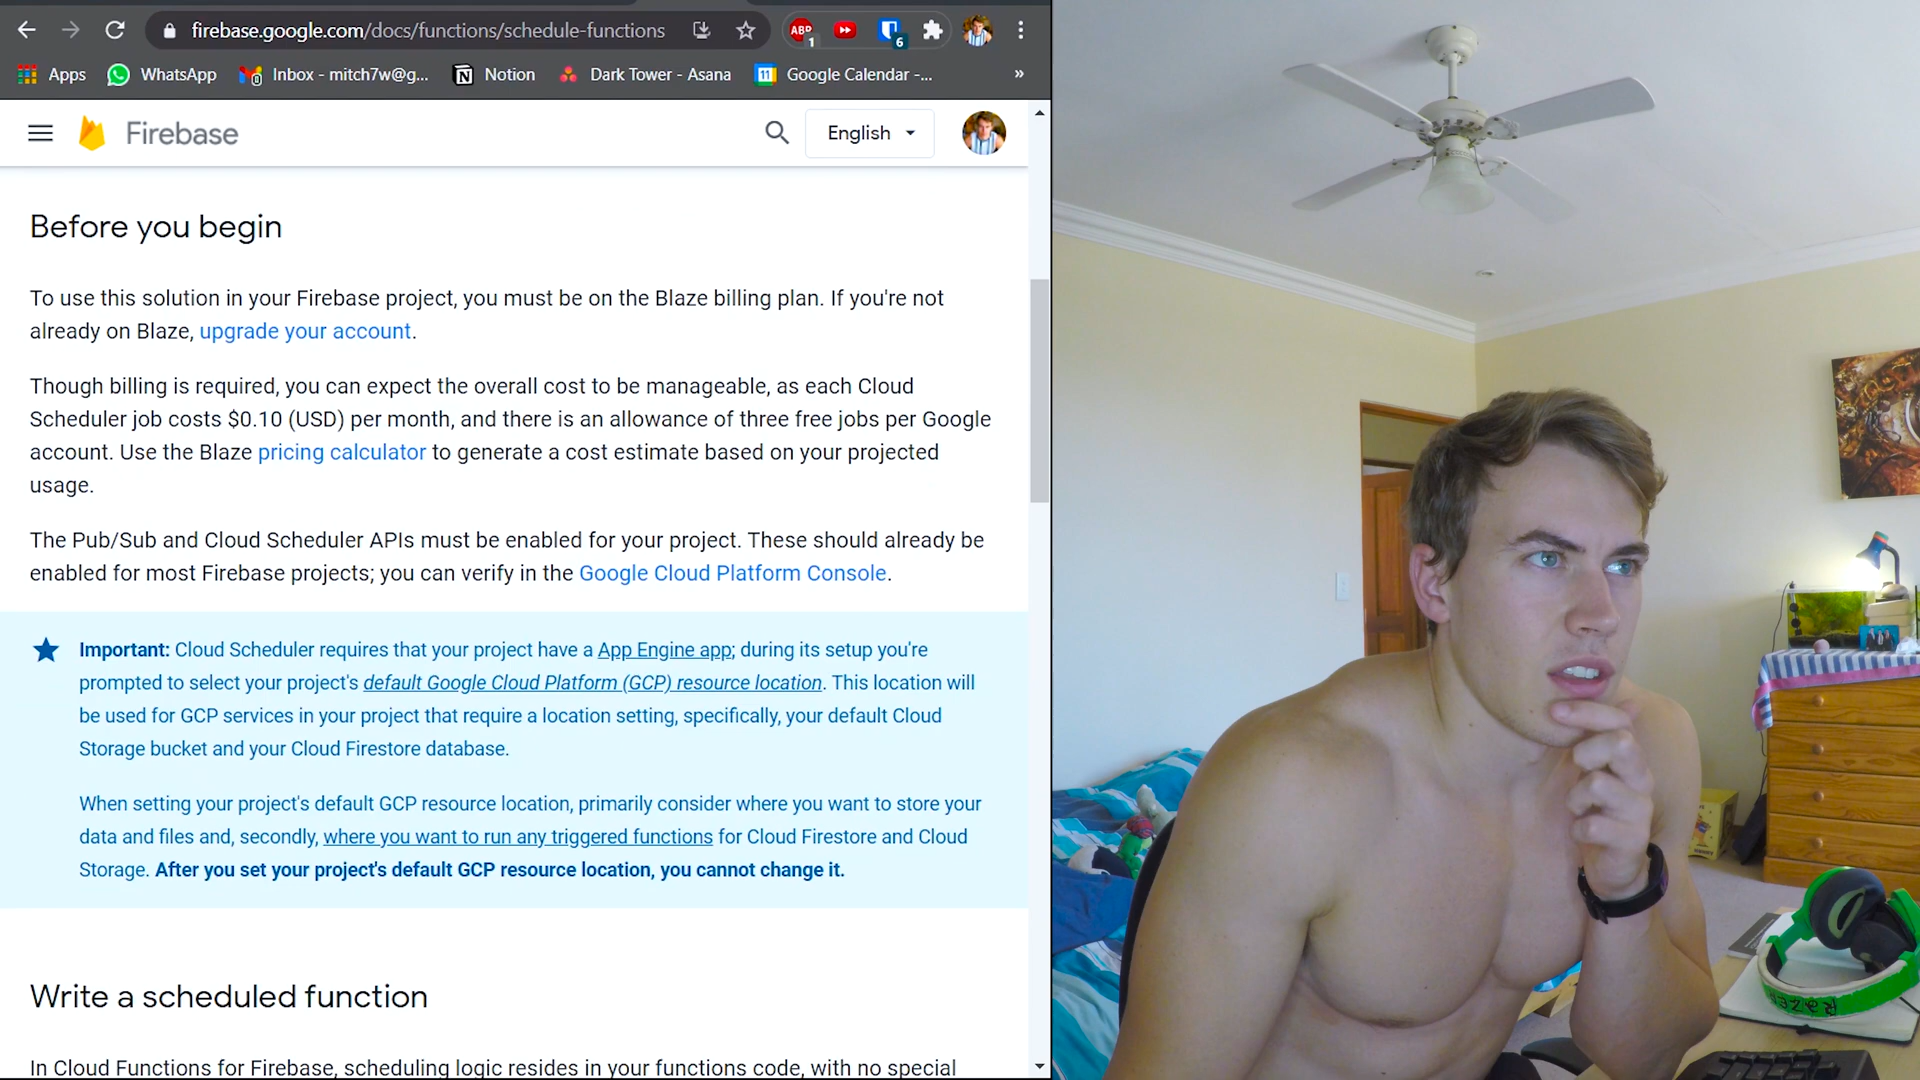 firebase.google.com/docs/functions/schedule-functions
ABP
1
6
Apps
WhatsApp
0
Inbox - mitch7w@g...
Notion
Dark Tower - Asana
11
Google Calendar -...
»
Firebase
English
Before you begin
To use this solution in your Firebase project, you must be on the Blaze billing plan. If you're not
already on Blaze, upgrade your account.
Though billing is required, you can expect the overall cost to be manageable, as each Cloud
Scheduler job costs $0.10 (USD) per month, and there is an allowance of three free jobs per Google
account. Use the Blaze pricing calculator to generate a cost estimate based on your projected
usage.
The Pub/Sub and Cloud Scheduler APIs must be enabled for your project. These should already be
enabled for most Firebase projects; you can verify in the Google Cloud Platform Console.
Important: Cloud Scheduler requires that your project have a App Engine app; during its setup you're
prompted to select your project's default Google Cloud Platform (GCP) resource location. This location will
be used for GCP services in your project that require a location setting, specifically, your default Cloud
Storage bucket and your Cloud Firestore database.
When setting your project's default GCP resource location, primarily consider where you want to store your
data and files and, secondly, where you want to run any triggered functions for Cloud Firestore and Cloud
Storage. After you set your project's default GCP resource location, you cannot change it.
Write a scheduled function
In Cloud Functions for Firebase, scheduling logic resides in your functions code, with no special
RAZER